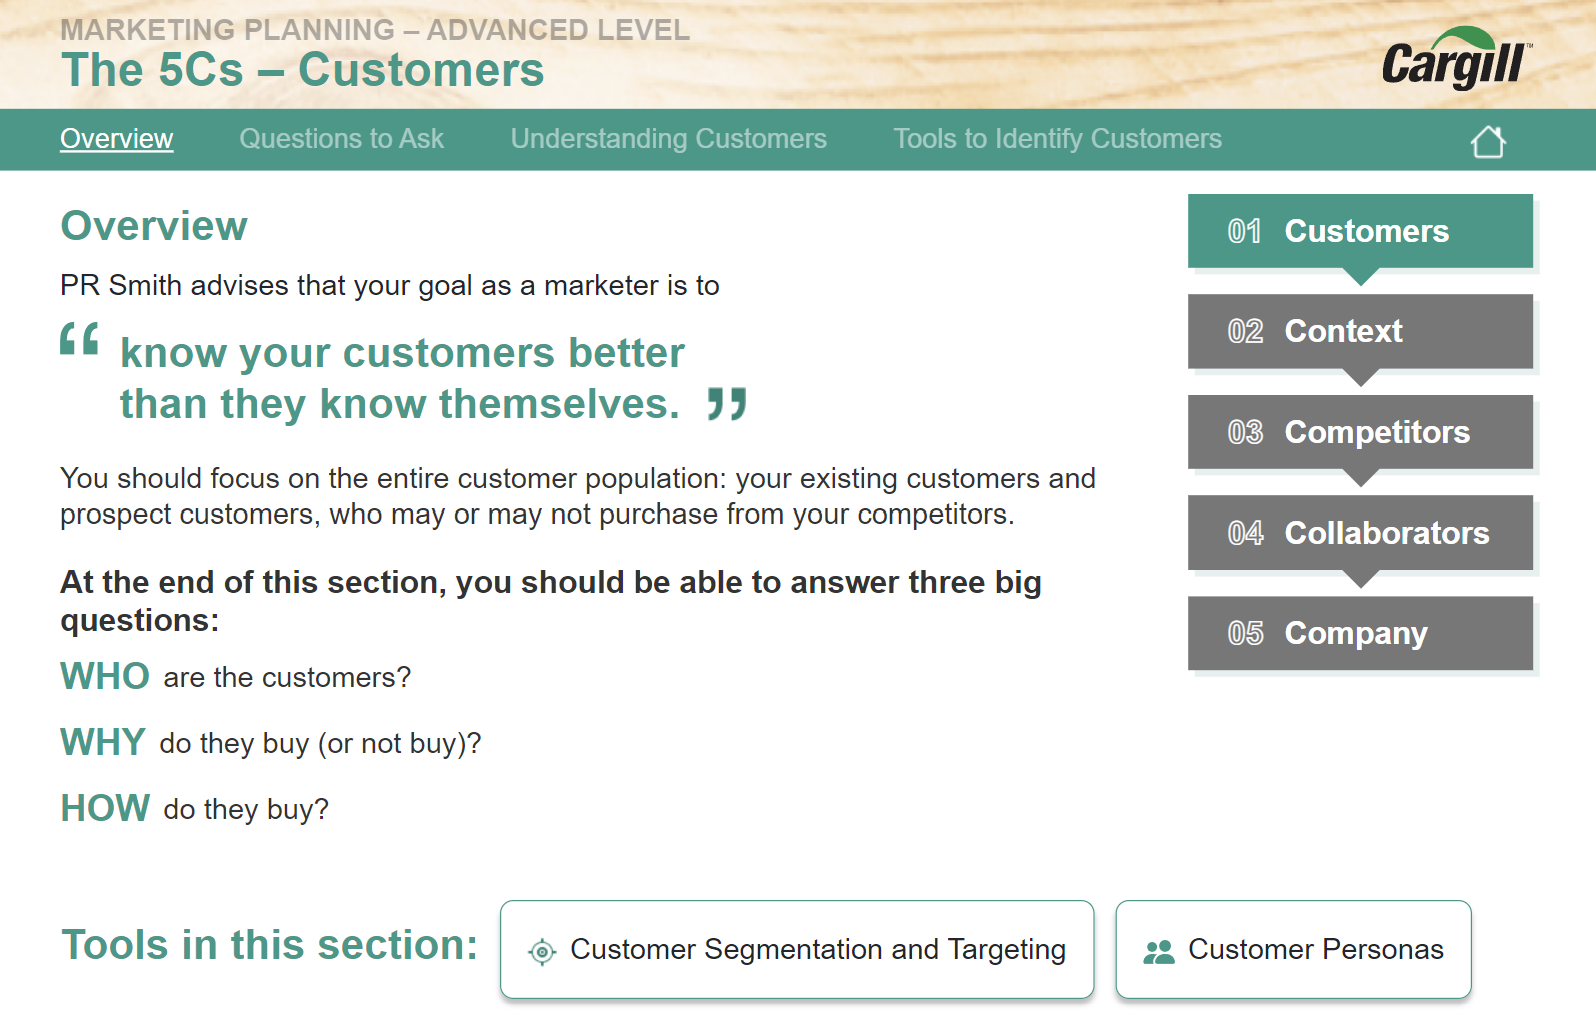 MARKETING PLANNING – ADVANCED LEVEL
The 5Cs – Customers
Cargill™
Overview
Questions to Ask
Understanding Customers
Tools to Identify Customers
Overview
PR Smith advises that your goal as a marketer is to
“ know your customers better
than they know themselves. ”
You should focus on the entire customer population: your existing customers and
prospect customers, who may or may not purchase from your competitors.
At the end of this section, you should be able to answer three big
questions:
WHO are the customers?
WHY do they buy (or not buy)?
HOW do they buy?
01 Customers
02 Context
03 Competitors
04 Collaborators
05 Company
Tools in this section:
Customer Segmentation and Targeting
Customer Personas